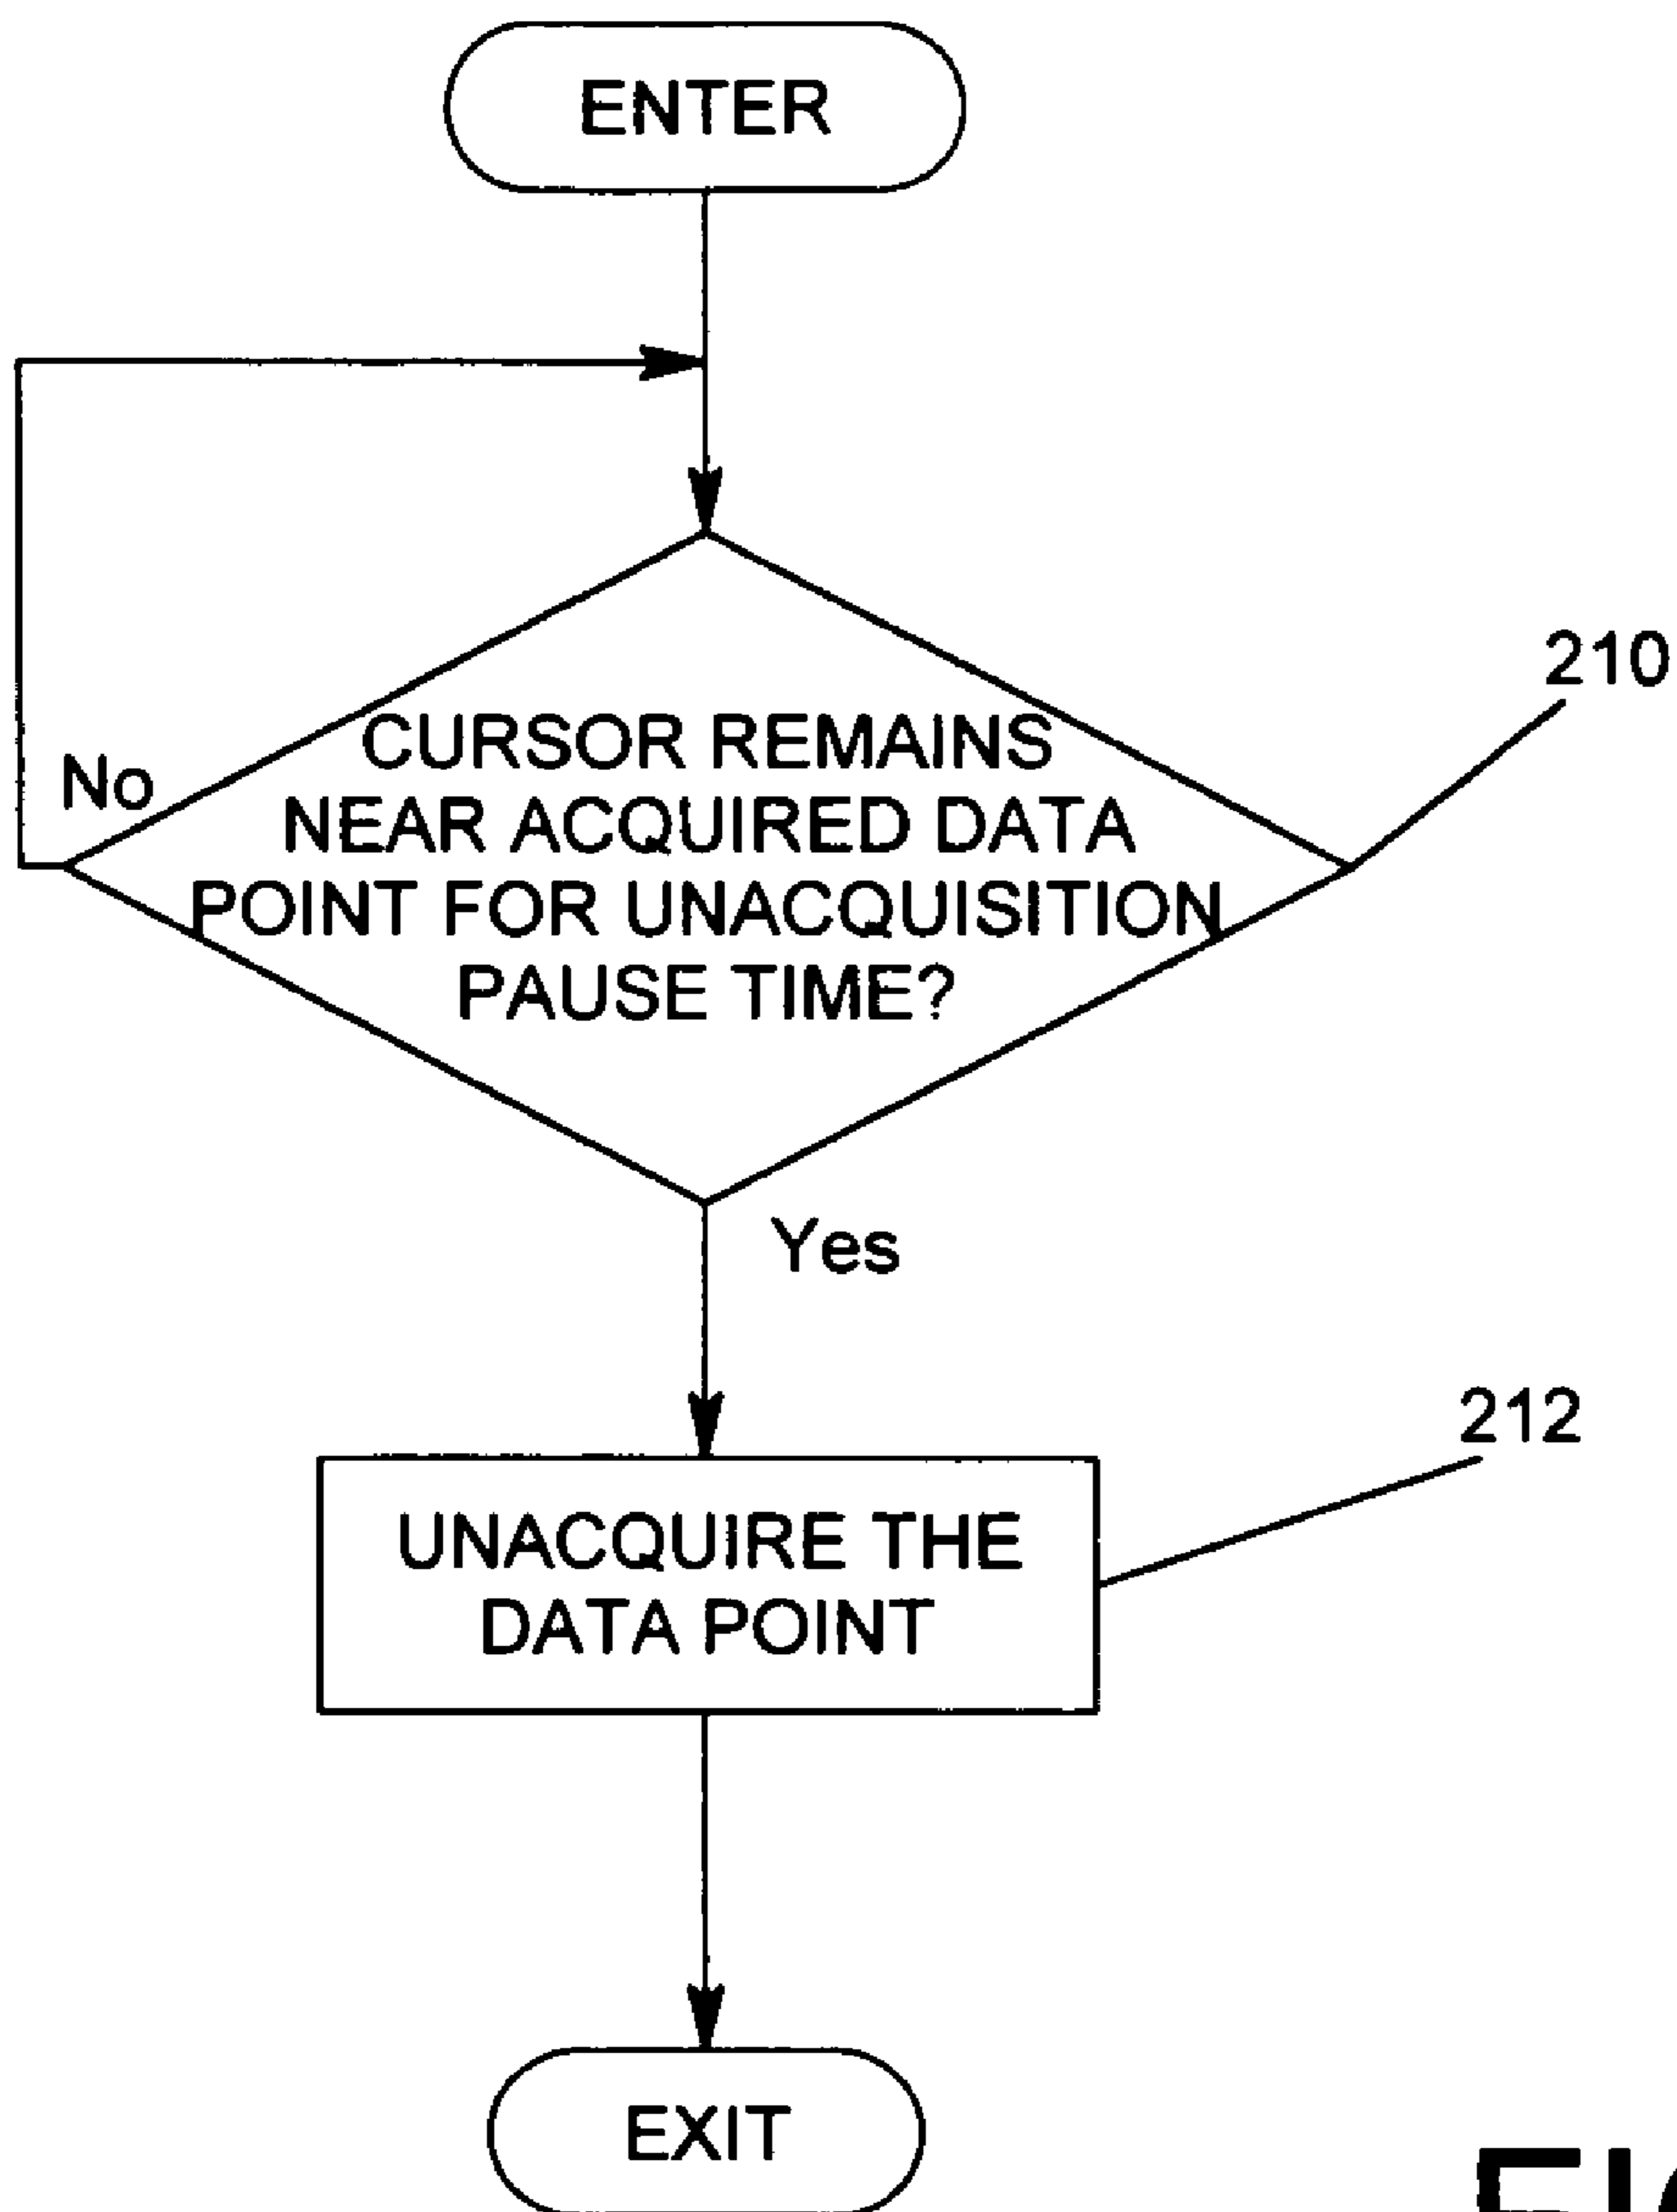 ENTER
210
No
CURSOR REMAINS
NEAR ACQUIRED DATA
POINT FOR UNACQUISITION
PAUSE TIME?
Yes
212
UNACQUIRE THE
DATA POINT
EXIT